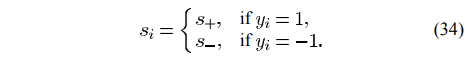 s_i = { s_+, if y_i = 1,
s_-, if y_i = -1. (34)